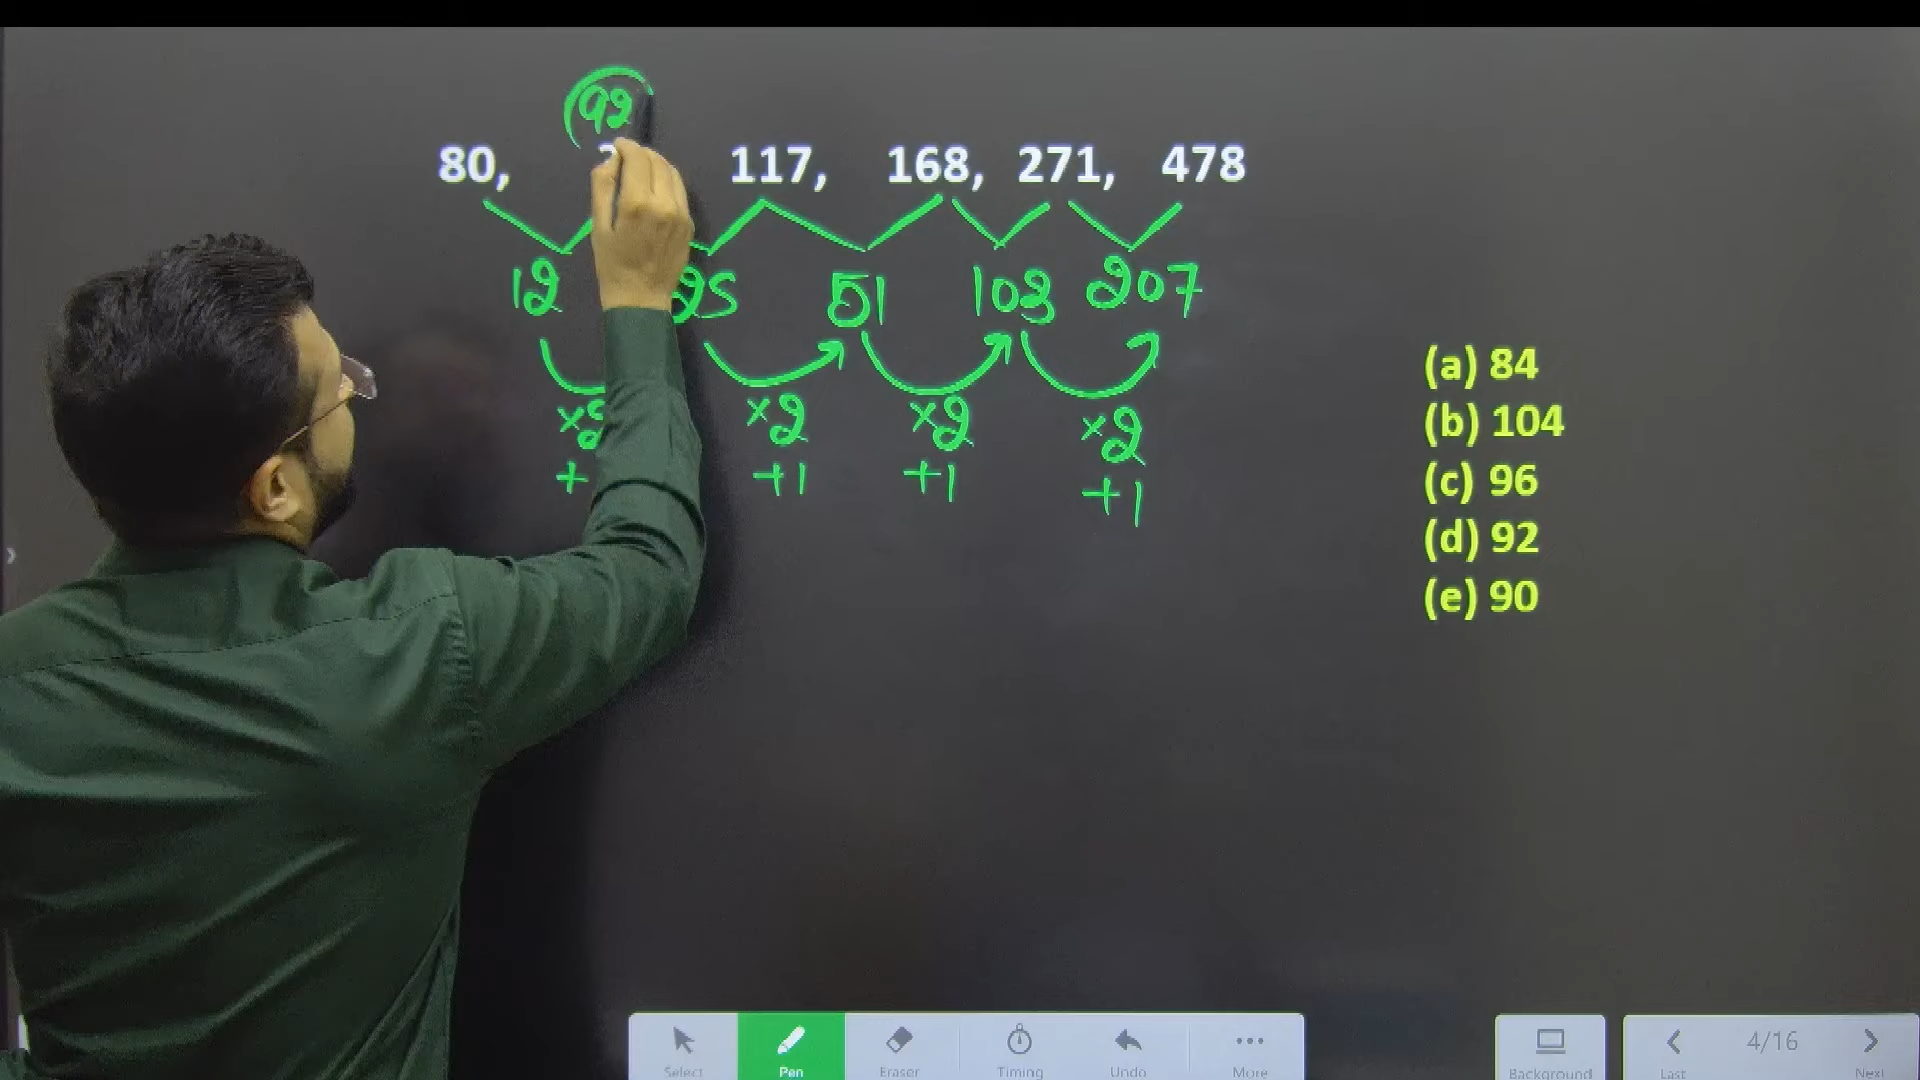 (92
80, ? 117, 168, 271, 478
12 25 51 103 207
×2 ×2 ×2 ×2
+ +1 +1 +1
(a) 84
(b) 104
(c) 96
(d) 92
(e) 90
Select Pen Eraser Timing Undo More Background Last 4/16 Next